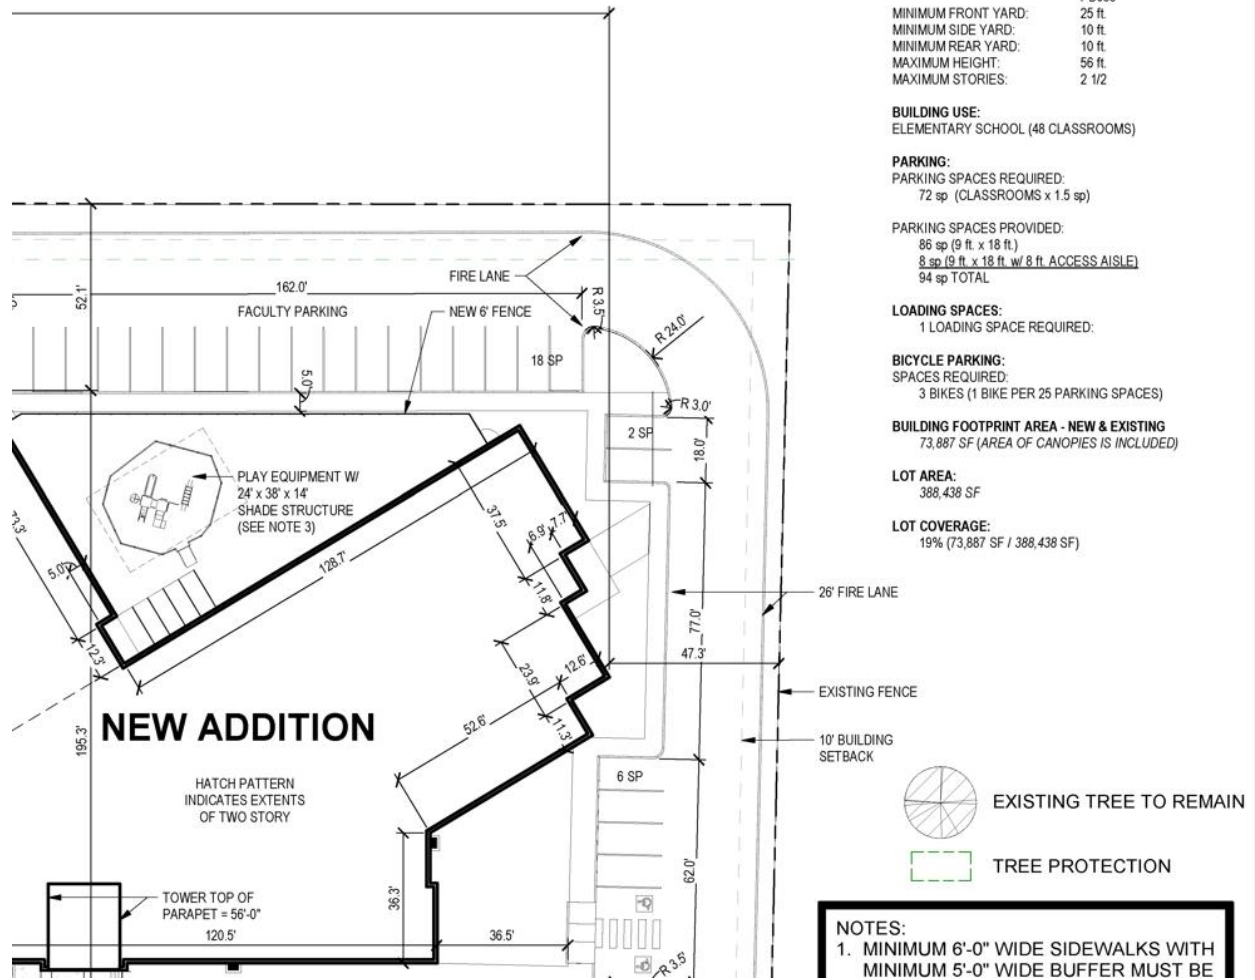 MINIMUM FRONT YARD: 25 ft.
MINIMUM SIDE YARD: 10 ft.
MINIMUM REAR YARD: 10 ft.
MAXIMUM HEIGHT: 56 ft.
MAXIMUM STORIES: 2 1/2
BUILDING USE:
ELEMENTARY SCHOOL (48 CLASSROOMS)
PARKING:
PARKING SPACES REQUIRED:
72 sp (CLASSROOMS x 1.5 sp)
PARKING SPACES PROVIDED:
86 sp (9 ft. x 18 ft.)
8 sp (9 ft. x 18 ft. w/ 8 ft. ACCESS AISLE)
94 sp TOTAL
LOADING SPACES:
1 LOADING SPACE REQUIRED:
BICYCLE PARKING:
SPACES REQUIRED:
3 BIKES (1 BIKE PER 25 PARKING SPACES)
BUILDING FOOTPRINT AREA - NEW & EXISTING
73,887 SF (AREA OF CANOPIES IS INCLUDED)
LOT AREA:
388,438 SF
LOT COVERAGE:
19% (73,887 SF / 388,438 SF)
52.1'
162.0'
FIRE LANE
FACULTY PARKING
NEW 6' FENCE
R 3.5'
R 24.0'
18 SP
5.0'
R 3.0'
2 SP
18.0'
PLAY EQUIPMENT W/
24' x 38' x 14'
SHADE STRUCTURE
(SEE NOTE 3)
73.3'
5.0'
12.3'
128.7'
37.5'
6.9'
7.7'
11.8'
23.9'
12.6'
11.3'
52.6'
77.0'
47.3'
26' FIRE LANE
EXISTING FENCE
10' BUILDING
SETBACK
NEW ADDITION
195.3'
HATCH PATTERN
INDICATES EXTENTS
OF TWO STORY
6 SP
62.0'
36.3'
TOWER TOP OF
PARAPET = 56'-0"
120.5'
36.5'
R 3.5'
EXISTING TREE TO REMAIN
TREE PROTECTION
NOTES:
1. MINIMUM 6'-0" WIDE SIDEWALKS WITH
MINIMUM 5'-0" WIDE BUFFER MUST BE